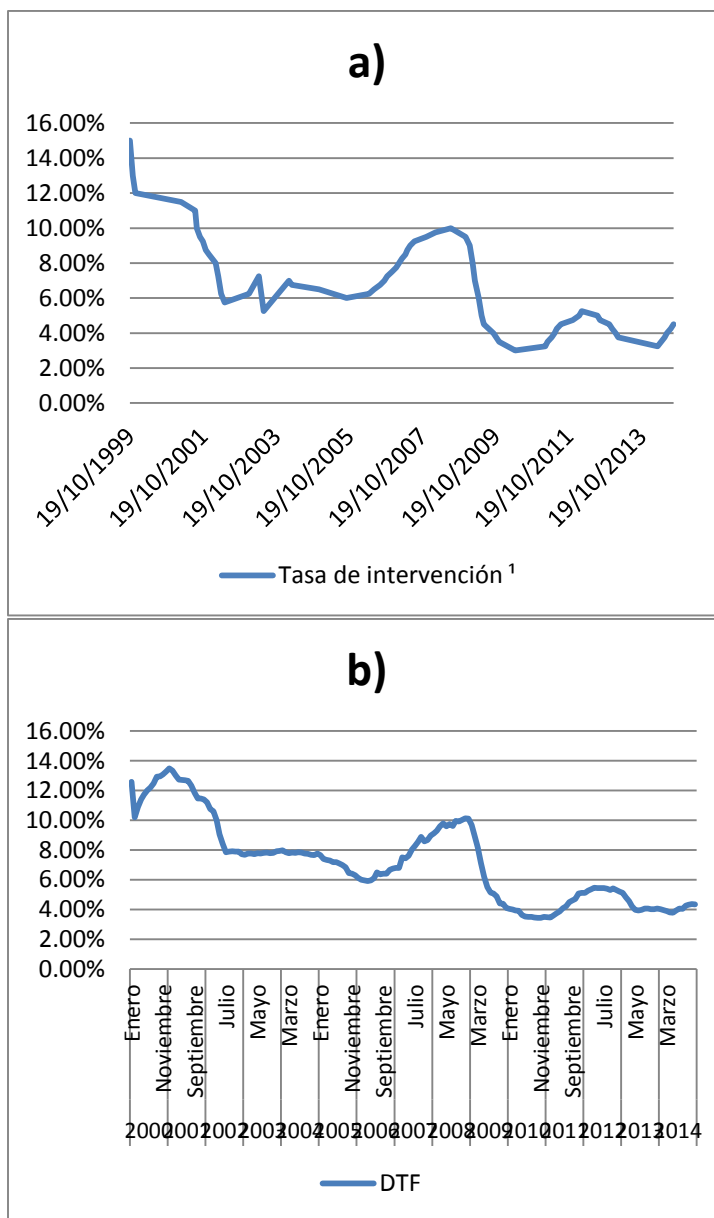 a)
16.00%
14.00%
12.00%
10.00%
8.00%
6.00%
4.00%
2.00%
0.00%
19/10/1999
19/10/2001
19/10/2003
19/10/2005
19/10/2007
19/10/2009
19/10/2011
19/10/2013
Tasa de intervención ¹
b)
16.00%
14.00%
12.00%
10.00%
8.00%
6.00%
4.00%
2.00%
0.00%
Enero
Noviembre
Septiembre
Julio
Mayo
Marzo
Enero
Noviembre
Septiembre
Julio
Mayo
Marzo
Enero
Noviembre
Septiembre
Julio
Mayo
Marzo
2000 2001 2002 2003 2004 2005 2006 2007 2008 2009 2010 2011 2012 2013 2014
DTF